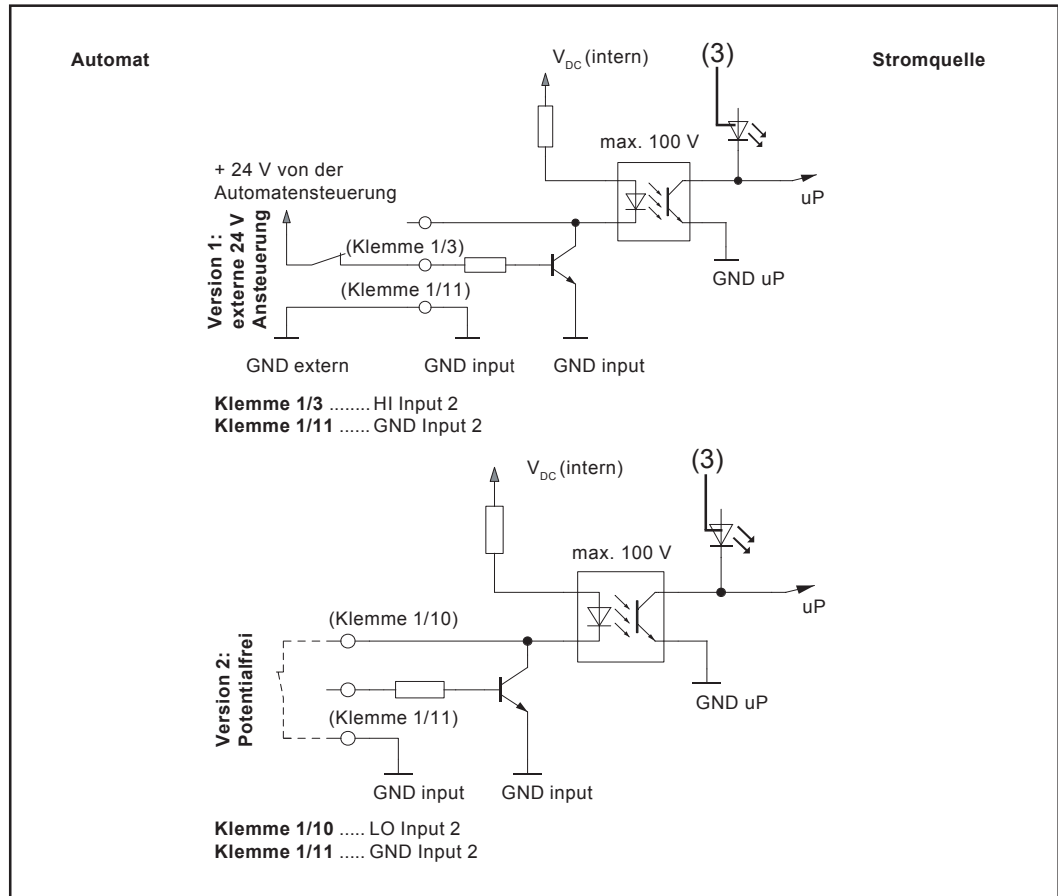 Automat
Stromquelle
V_DC (intern)
(3)
max. 100 V
+ 24 V von der
Automatensteuerung
uP
Version 1:
externe 24 V
Ansteuerung
(Klemme 1/3)
(Klemme 1/11)
GND uP
GND extern
GND input
GND input
Klemme 1/3 ........ HI Input 2
Klemme 1/11 ...... GND Input 2
V_DC (intern)
(3)
max. 100 V
uP
Version 2:
Potentialfrei
(Klemme 1/10)
(Klemme 1/11)
GND uP
GND input
GND input
Klemme 1/10 ..... LO Input 2
Klemme 1/11 ..... GND Input 2